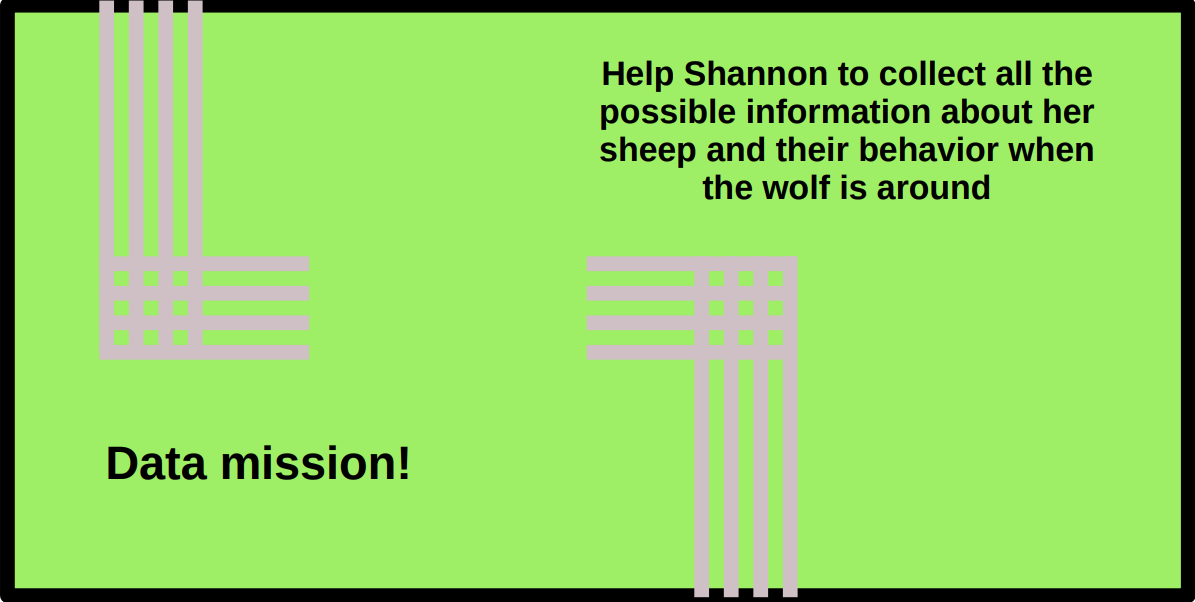 Help Shannon to collect all the
possible information about her
sheep and their behavior when
the wolf is around
Data mission!